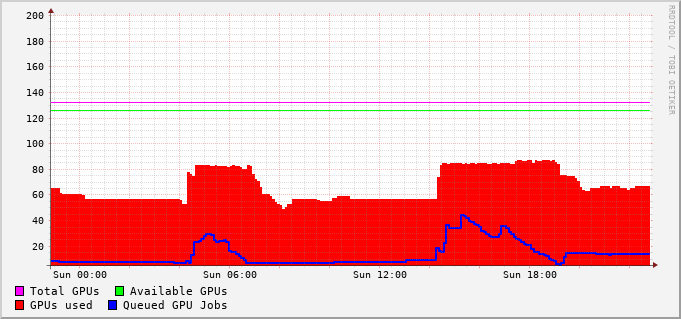 200
180
160
140
120
100
80
60
40
20
Sun 00:00 Sun 06:00 Sun 12:00 Sun 18:00
Total GPUs Available GPUs
GPUs used Queued GPU Jobs
RRDTOOL / TOBI OETIKER